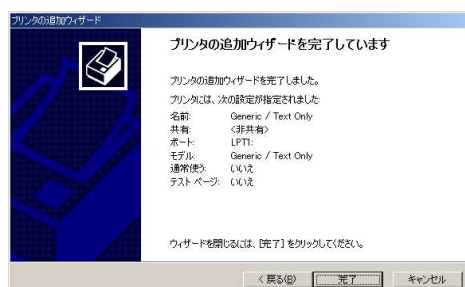 プリンタの追加ウィザード
プリンタの追加ウィザードを完了しています
プリンタの追加ウィザードを完了しました。
プリンタには、次の設定が指定されました:
名前: Generic / Text Only
共有: <非共有>
ポート: LPT1:
モデル: Generic / Text Only
通常使う: いいえ
テスト ページ: いいえ
ウィザードを閉じるには、[完了] をクリックしてください。
< 戻る(B) 完了 キャンセル